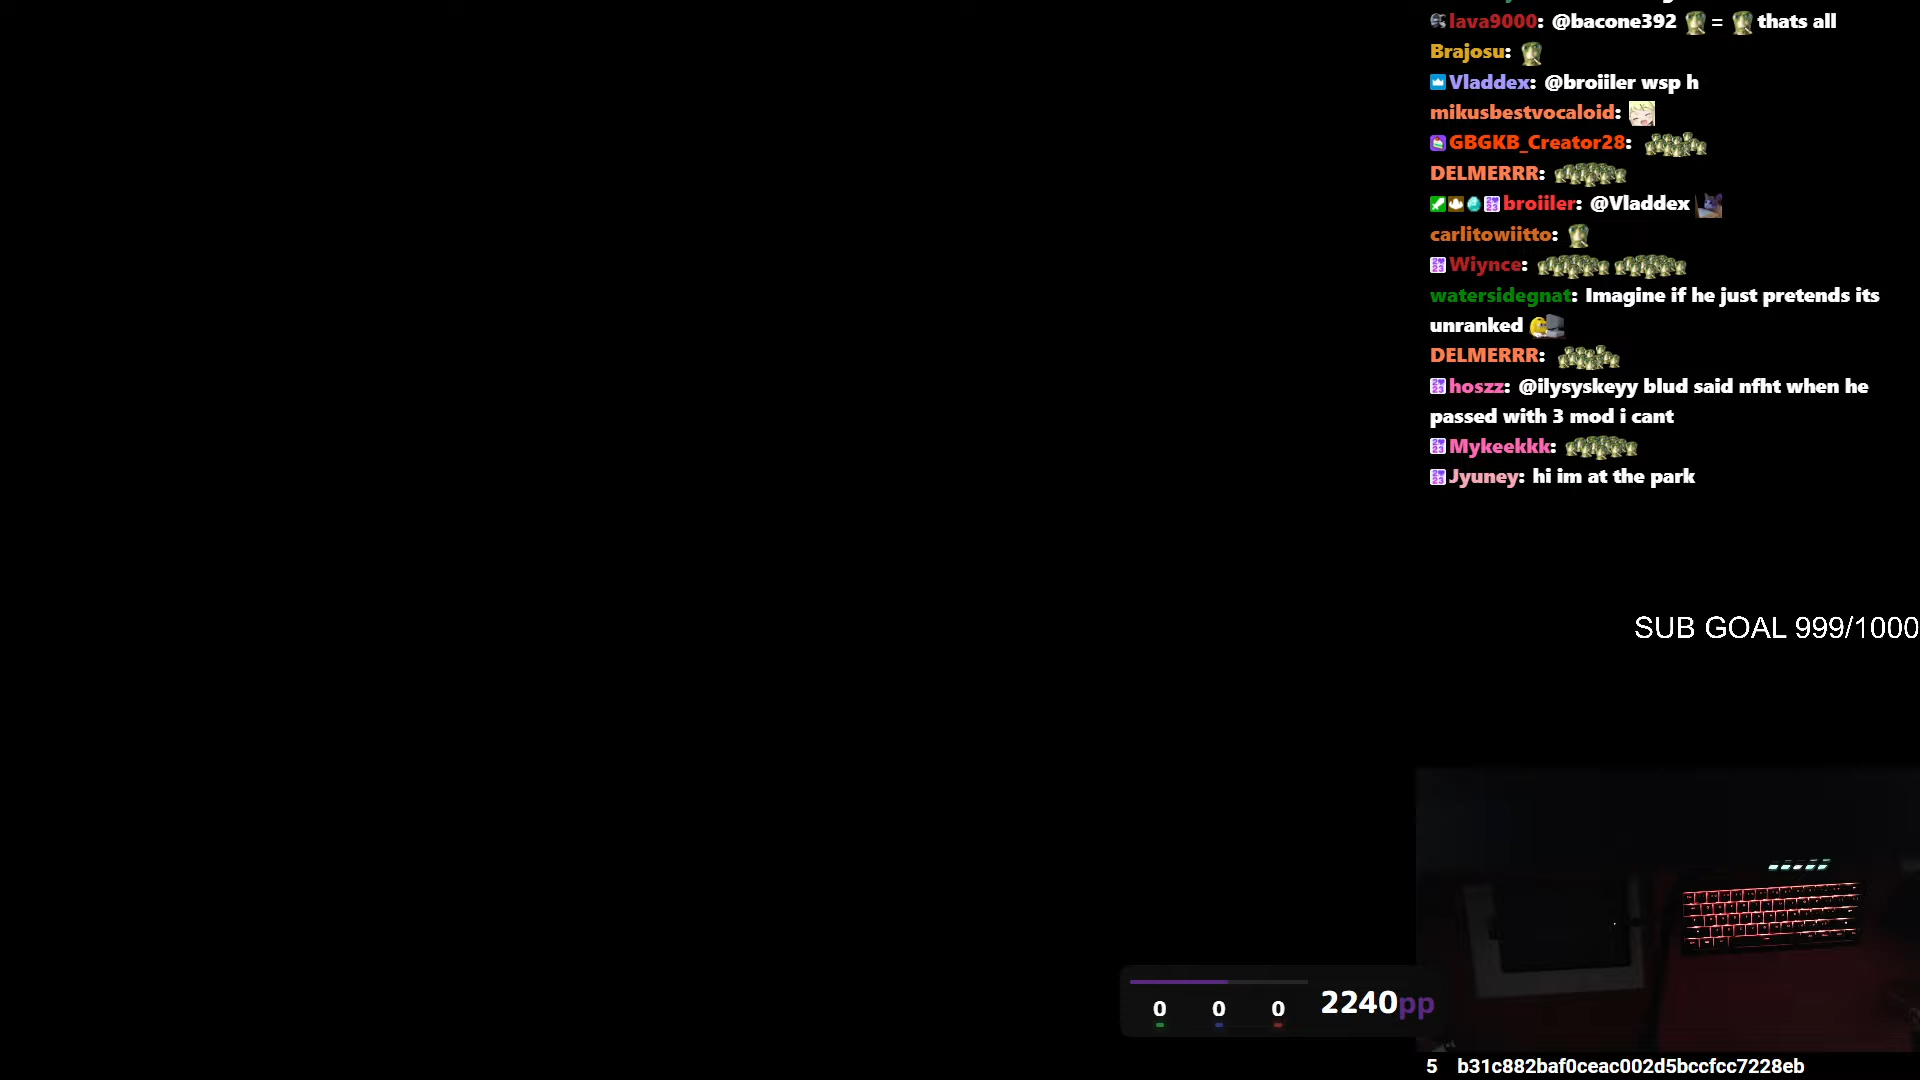 lava9000: @bacone392 = thats all
Brajosu:
Vladdex: @broiiler wsp h
mikusbestvocaloid:
GBGKB_Creator28:
DELMERRR:
broiiler: @Vladdex
carlitowiitto:
Wiynce:
watersidegnat: Imagine if he just pretends its
unranked
DELMERRR:
hoszz: @ilysyskeyy blud said nfht when he
passed with 3 mod i cant
Mykeekkk:
Jyuney: hi im at the park
SUB GOAL 999/1000
0 0 0 2240pp
5 b31c882baf0ceac002d5bccfcc7228eb